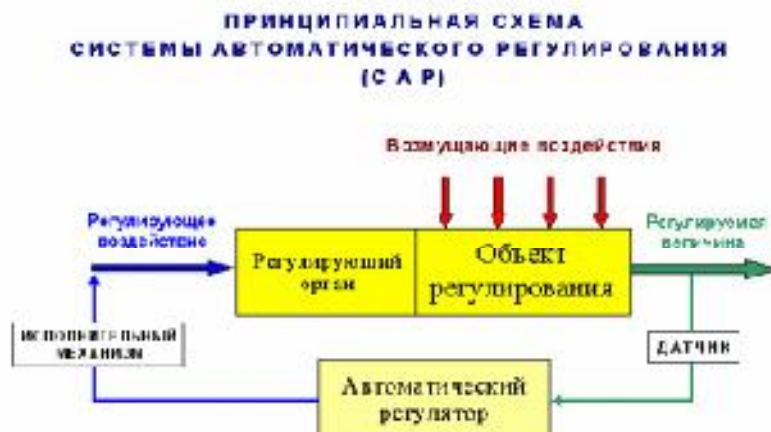 ПРИНЦИПИАЛЬНАЯ СХЕМА
СИСТЕМЫ АВТОМАТИЧЕСКОГО РЕГУЛИРОВАНИЯ
(С А Р)
Возмущающие воздействия
Регулирующее
воздействие
Регулирующий
орган
Объект
регулирования
Регулируемая
величина
ИСПОЛНИТЕЛЬНЫЙ
МЕХАНИЗМ
ДАТЧИК
Автоматический
регулятор